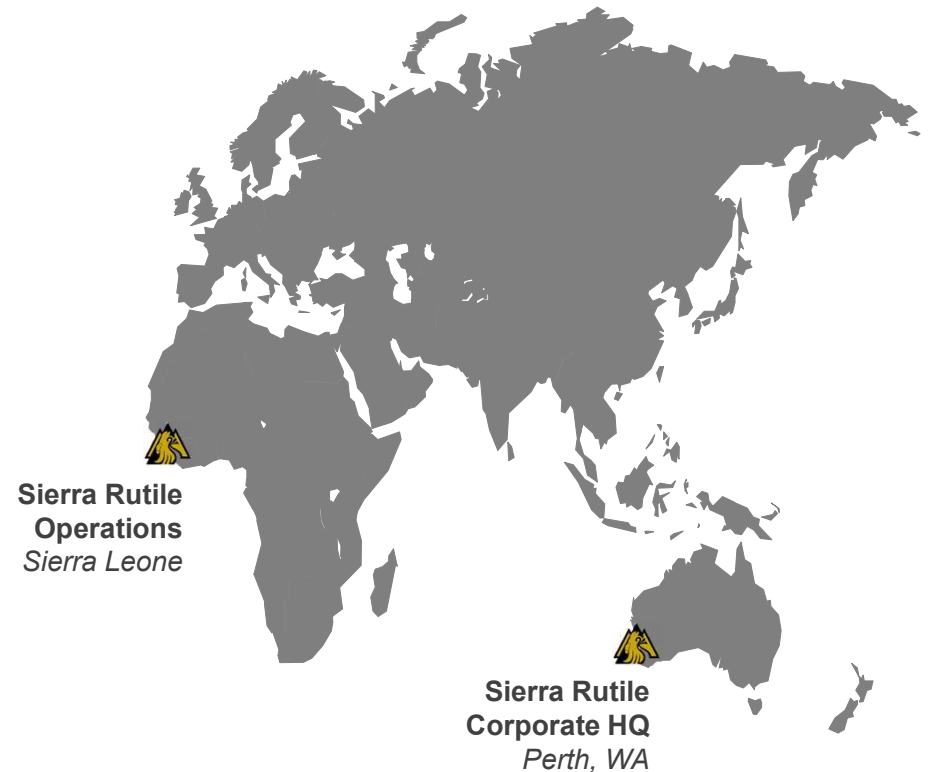 Sierra Rutile
Operations
Sierra Leone
Sierra Rutile
Corporate HQ
Perth, WA